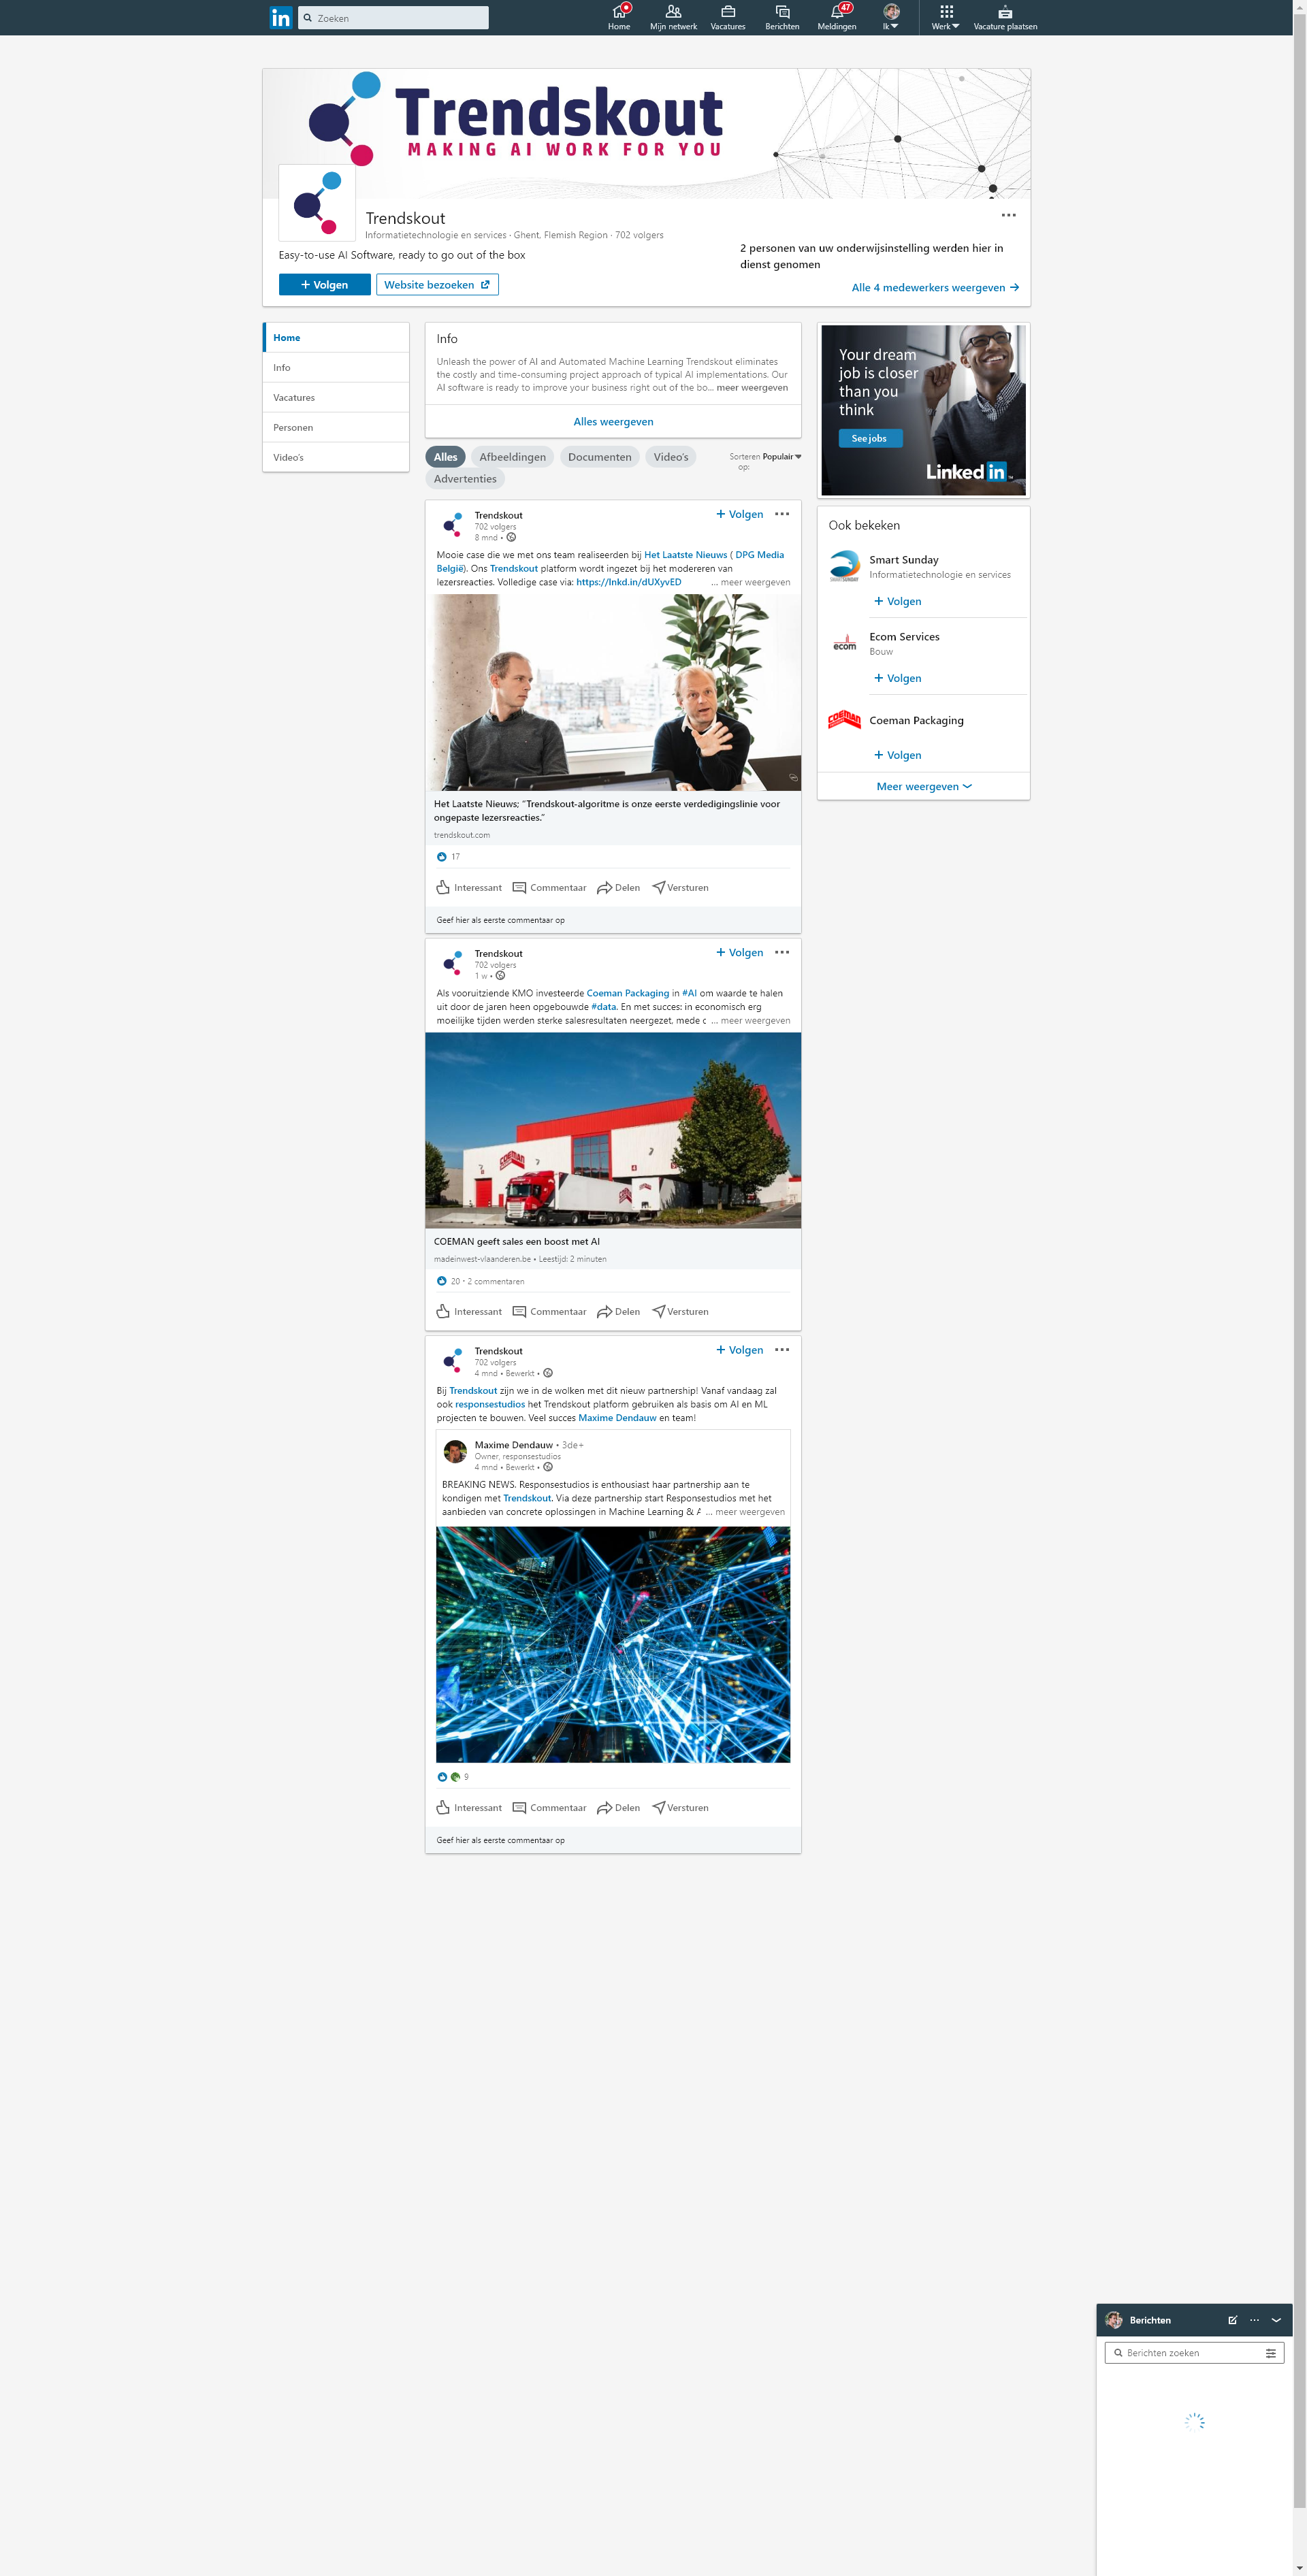 in
Zoeken
Home
Mijn netwerk
Vacatures
Berichten
47
Meldingen
Ik
Werk
Vacature plaatsen
Trendskout
MAKING AI WORK FOR YOU
Trendskout
Informatietechnologie en services · Ghent, Flemish Region · 702 volgers
Easy-to-use AI Software, ready to go out of the box
+ Volgen
Website bezoeken
2 personen van uw onderwijsinstelling werden hier in
dienst genomen
Alle 4 medewerkers weergeven →
Home
Info
Vacatures
Personen
Video's
Info
Unleash the power of AI and Automated Machine Learning Trendskout eliminates
the costly and time-consuming project approach of typical AI implementations. Our
AI software is ready to improve your business right out of the bo... meer weergeven
Alles weergeven
Alles
Afbeeldingen
Documenten
Video's
Advertenties
Sorteren Populair
op:
Trendskout
702 volgers
8 mnd •
+ Volgen
Mooie case die we met ons team realiseerden bij Het Laatste Nieuws ( DPG Media
België). Ons Trendskout platform wordt ingezet bij het modereren van
lezersreacties. Volledige case via: https://lnkd.in/dUXyvED
... meer weergeven
Het Laatste Nieuws; "Trendskout-algoritme is onze eerste verdedigingslinie voor
ongepaste lezersreacties."
trendskout.com
17
Interessant
Commentaar
Delen
Versturen
Geef hier als eerste commentaar op
Trendskout
702 volgers
1 w •
+ Volgen
Als vooruitziende KMO investeerde Coeman Packaging in #AI om waarde te halen
uit door de jaren heen opgebouwde #data. En met succes: in economisch erg
moeilijke tijden werden sterke salesresultaten neergezet, mede
... meer weergeven
COEMAN
COEMAN geeft sales een boost met AI
madeinwest-vlaanderen.be • Leestijd: 2 minuten
20 · 2 commentaren
Interessant
Commentaar
Delen
Versturen
Trendskout
702 volgers
4 mnd • Bewerkt •
+ Volgen
Bij Trendskout zijn we in de wolken met dit nieuw partnership! Vanaf vandaag zal
ook responsestudios het Trendskout platform gebruiken als basis om AI en ML
projecten te bouwen. Veel succes Maxime Dendauw en team!
Maxime Dendauw • 3de+
Owner, responsestudios
4 mnd • Bewerkt •
BREAKING NEWS. Responsestudios is enthousiast haar partnership aan te
kondigen met Trendskout. Via deze partnership start Responsestudios met het
aanbieden van concrete oplossingen in Machine Learning &
... meer weergeven
9
Interessant
Commentaar
Delen
Versturen
Geef hier als eerste commentaar op
Your dream
job is closer
than you
think
See jobs
Linked in
Ook bekeken
Smart Sunday
Informatietechnologie en services
+ Volgen
ecom
Ecom Services
Bouw
+ Volgen
COEMAN
Coeman Packaging
+ Volgen
Meer weergeven
Berichten
Berichten zoeken